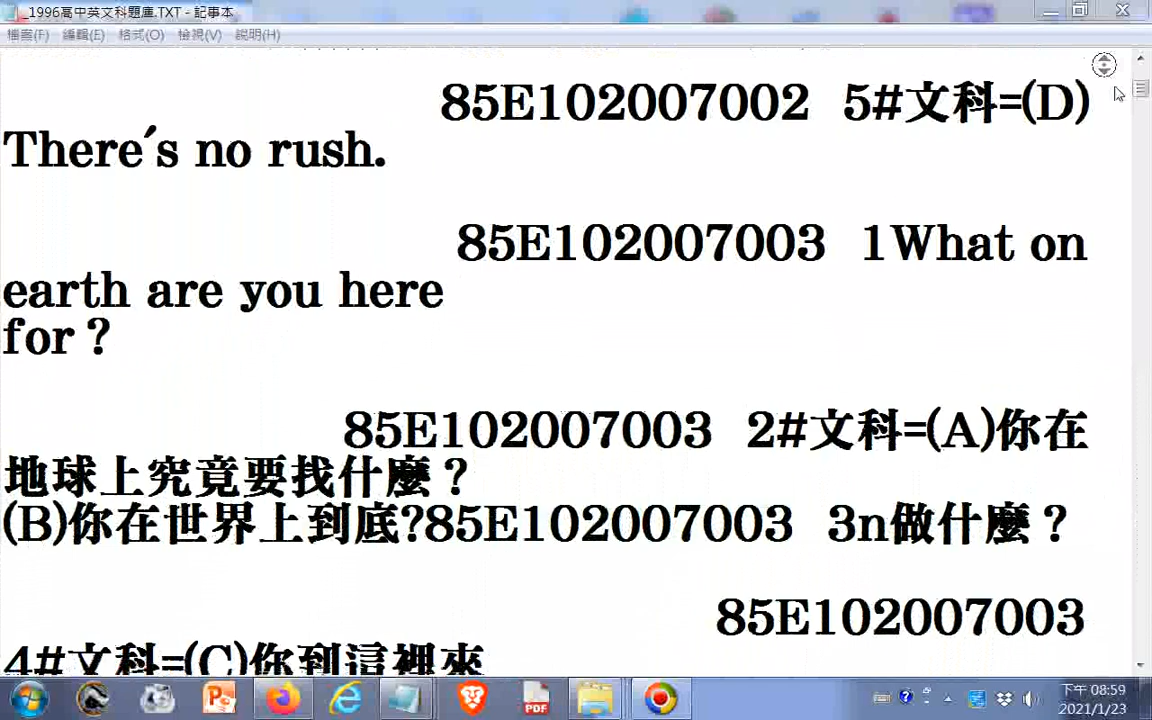 _1996高中英文科題庫.TXT - 記事本
檔案(F) 編輯(E) 格式(O) 檢視(V) 說明(H)
85E102007002 5#文科=(D)
There's no rush.
85E102007003 1What on
earth are you here
for？
85E102007003 2#文科=(A)你在
地球上究竟要找什麼？
(B)你在世界上到底?85E102007003 3n做什麼？
85E102007003
4#文科=(C)你到這裡來
PDF
下午 08:59
2021/1/23